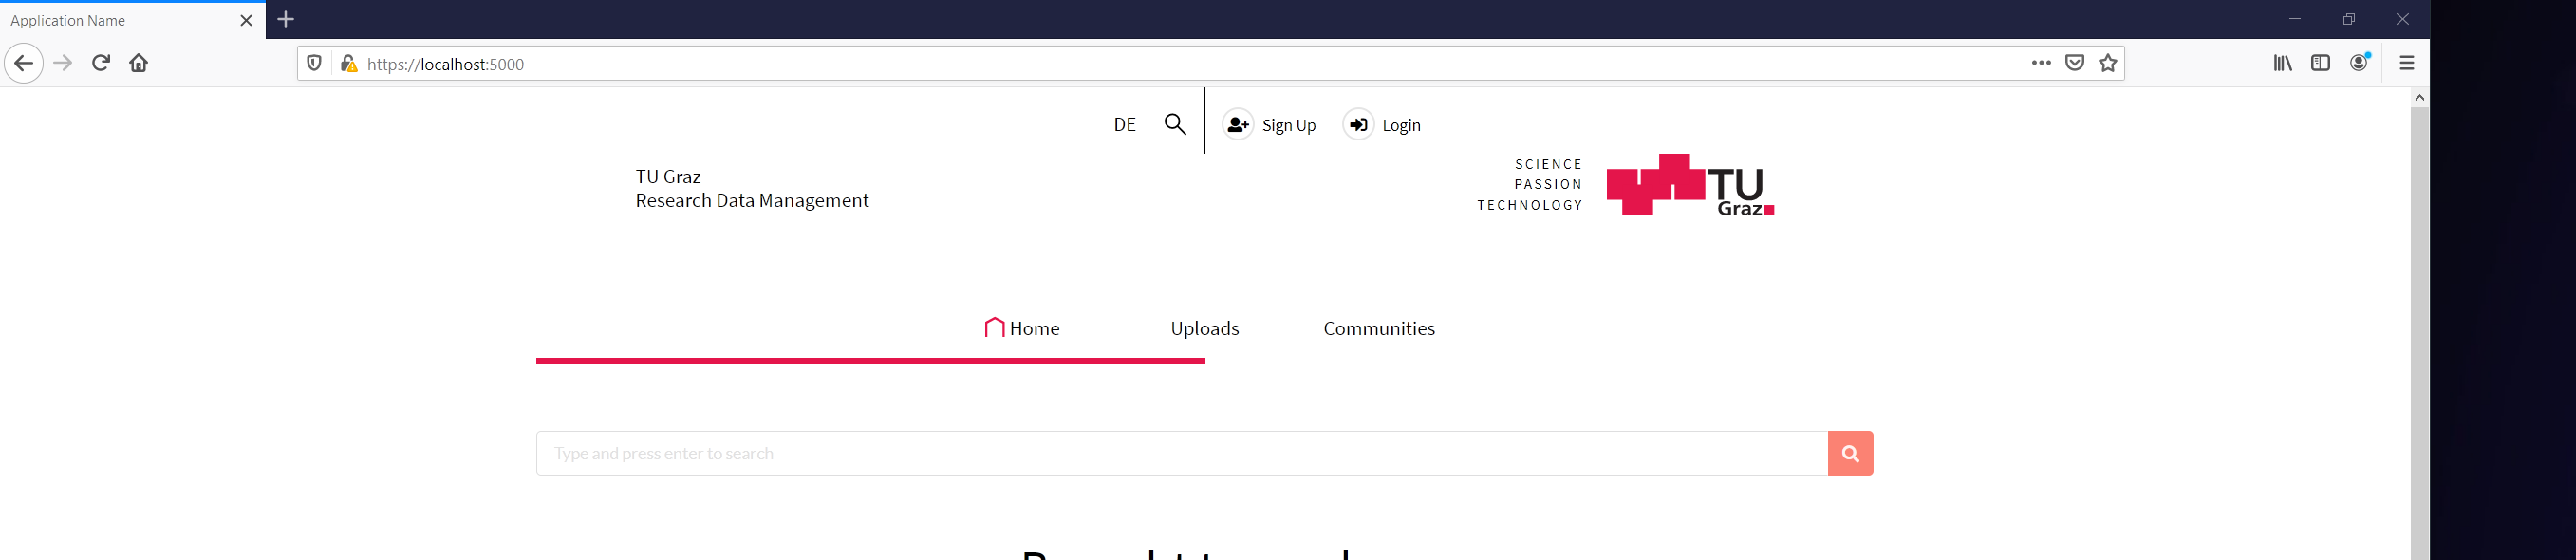 Application Name
https://localhost:5000
DE
Sign Up
Login
TU Graz
Research Data Management
SCIENCE
PASSION
TECHNOLOGY
TU
Graz
Home
Uploads
Communities
Type and press enter to search